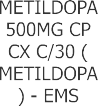 METILDOPA
500MG CP
CX C/30 (
METILDOPA
) - EMS